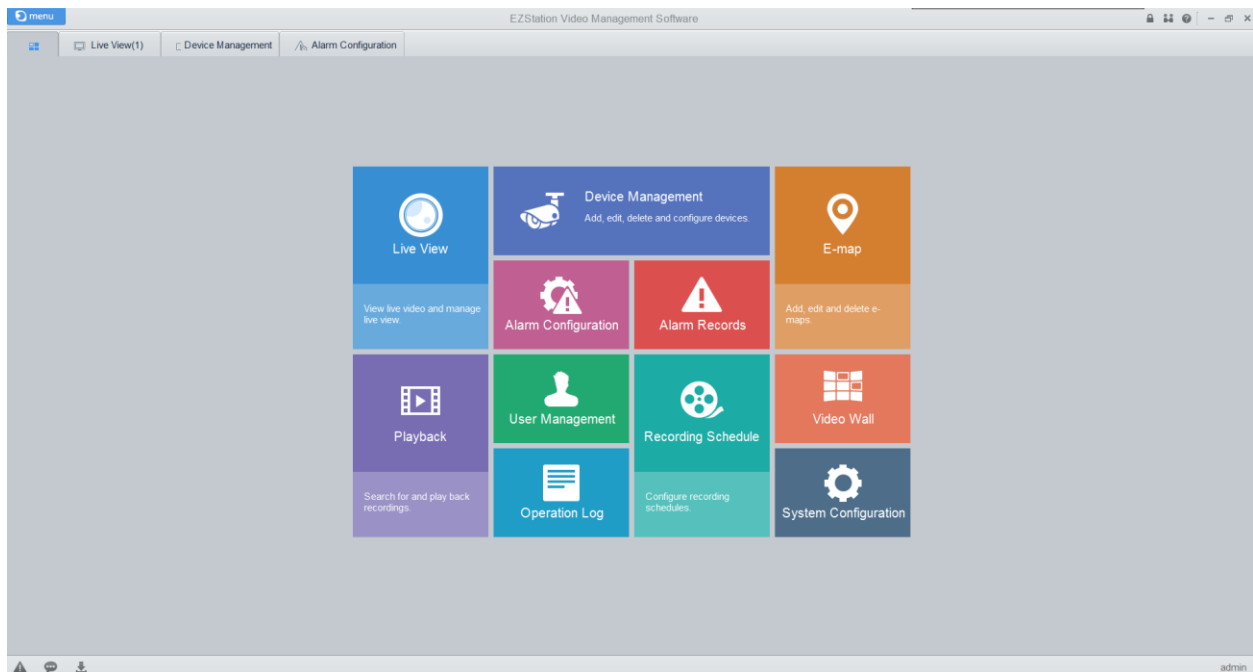 menu
EZStation Video Management Software
Live View(1)
Device Management
Alarm Configuration
Live View
View live video and manage
live view.
Device Management
Add, edit, delete and configure devices.
E-map
Add, edit and delete e-
maps.
Alarm Configuration
Alarm Records
Playback
Search for and play back
recordings.
User Management
Recording Schedule
Configure recording
schedules.
Video Wall
Operation Log
System Configuration
admin